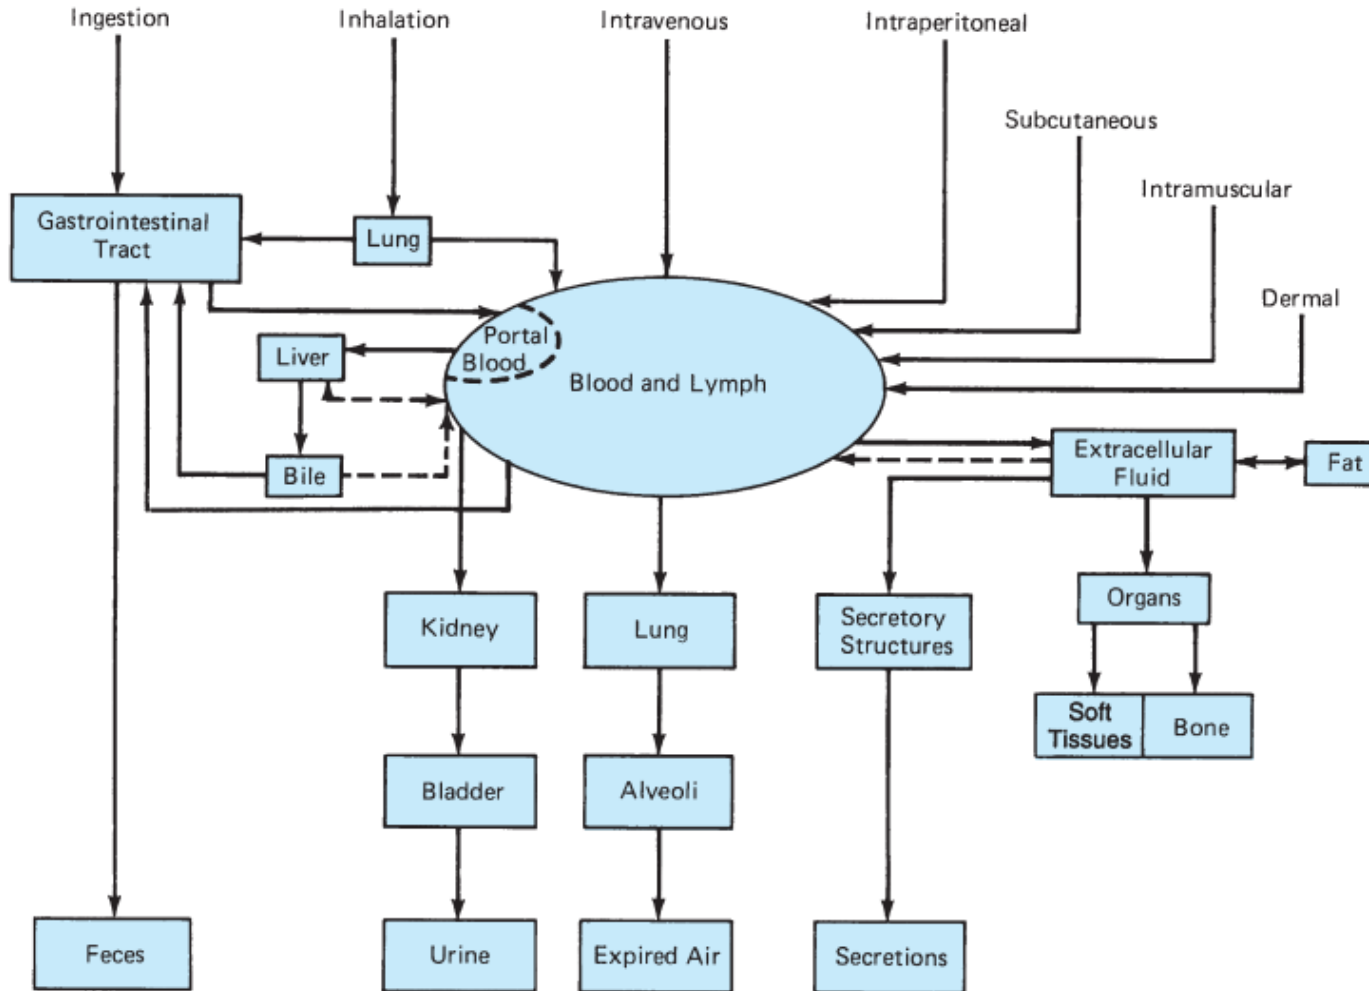 Ingestion
Inhalation
Intravenous
Intraperitoneal
Subcutaneous
Intramuscular
Dermal
Gastrointestinal
Tract
Lung
Portal
Blood
Liver
Blood and Lymph
Bile
Extracellular
Fluid
Fat
Kidney
Lung
Secretory
Structures
Organs
Soft
Tissues
Bone
Bladder
Alveoli
Feces
Urine
Expired Air
Secretions